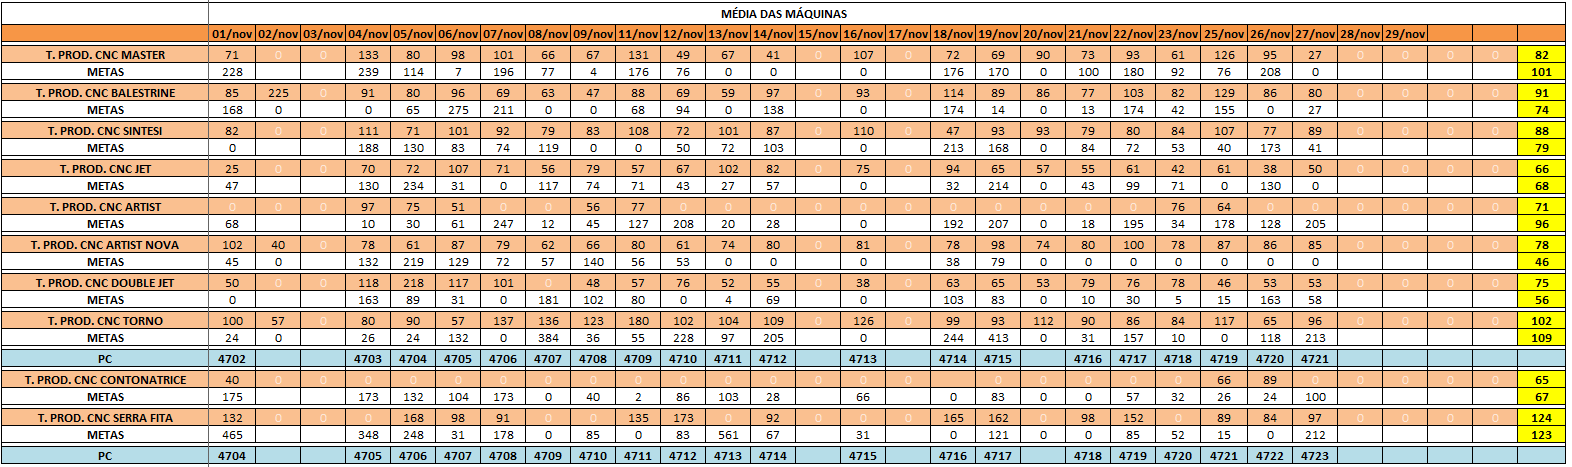 MÉDIA DAS MÁQUINAS
01/nov 02/nov 03/nov 04/nov 05/nov 06/nov 07/nov 08/nov 09/nov 11/nov 12/nov 13/nov 14/nov 15/nov 16/nov 17/nov 18/nov 19/nov 20/nov 21/nov 22/nov 23/nov 25/nov 26/nov 27/nov 28/nov 29/nov
T. PROD. CNC MASTER 71 0 0 133 80 98 101 66 67 131 49 67 41 0 107 0 72 69 90 73 93 61 126 95 27 0 0 0 0 82
METAS 228 239 114 7 196 77 4 176 76 0 0 0 176 170 0 100 180 92 76 208 0 101
T. PROD. CNC BALESTRINE 85 225 0 91 80 96 69 63 47 88 69 59 97 0 93 0 114 89 86 77 103 82 129 86 80 0 0 0 0 91
METAS 168 0 0 65 275 211 0 0 68 94 0 138 0 174 14 0 13 174 42 155 0 27 74
T. PROD. CNC SINTESI 82 0 0 111 71 101 92 79 83 108 72 101 87 0 110 0 47 93 93 79 80 84 107 77 89 0 0 0 0 88
METAS 0 188 130 83 74 119 0 0 50 72 103 0 213 168 0 84 72 53 40 173 41 79
T. PROD. CNC JET 25 0 0 70 72 107 71 56 79 57 67 102 82 0 75 0 94 65 57 55 61 42 61 38 50 0 0 0 0 66
METAS 47 130 234 31 0 117 74 71 43 27 57 0 32 214 0 43 99 71 0 130 0 68
T. PROD. CNC ARTIST 0 0 0 97 75 51 0 0 56 77 0 0 0 0 0 0 0 0 0 0 0 76 64 0 0 0 0 0 0 71
METAS 68 10 30 61 247 12 45 127 208 20 28 0 192 207 0 18 195 34 178 128 205 96
T. PROD. CNC ARTIST NOVA 102 40 0 78 61 87 79 62 66 80 61 74 80 0 81 0 78 98 74 80 100 78 87 86 85 0 0 0 0 78
METAS 45 0 132 219 129 72 57 140 56 53 0 0 0 38 79 0 0 0 0 0 0 0 46
T. PROD. CNC DOUBLE JET 50 0 0 118 218 117 101 0 48 57 76 52 55 0 38 0 63 65 53 79 76 78 46 53 53 0 0 0 0 75
METAS 0 163 89 31 0 181 102 80 0 4 69 0 103 83 0 10 30 5 15 163 58 56
T. PROD. CNC TORNO 100 57 0 80 90 57 137 136 123 180 102 104 109 0 126 0 99 93 112 90 86 84 117 65 96 0 0 0 0 102
METAS 24 0 26 24 132 0 384 36 55 228 97 205 0 244 413 0 31 157 10 0 118 213 109
PC 4702 4703 4704 4705 4706 4707 4708 4709 4710 4711 4712 4713 4714 4715 4716 4717 4718 4719 4720 4721
T. PROD. CNC CONTONATRICE 40 0 0 0 0 0 0 0 0 0 0 0 0 0 0 0 0 0 0 0 0 0 66 89 0 0 0 0 0 65
METAS 175 173 132 104 173 0 40 2 86 103 28 66 0 83 0 0 57 32 26 24 100 67
T. PROD. CNC SERRA FITA 132 0 0 0 168 98 91 0 0 135 173 0 92 0 0 0 165 162 0 98 152 0 89 84 97 0 0 0 0 124
METAS 465 348 248 31 178 0 85 0 83 561 67 31 0 121 0 0 85 52 15 0 212 123
PC 4704 4705 4706 4707 4708 4709 4710 4711 4712 4713 4714 4715 4716 4717 4718 4719 4720 4721 4722 4723